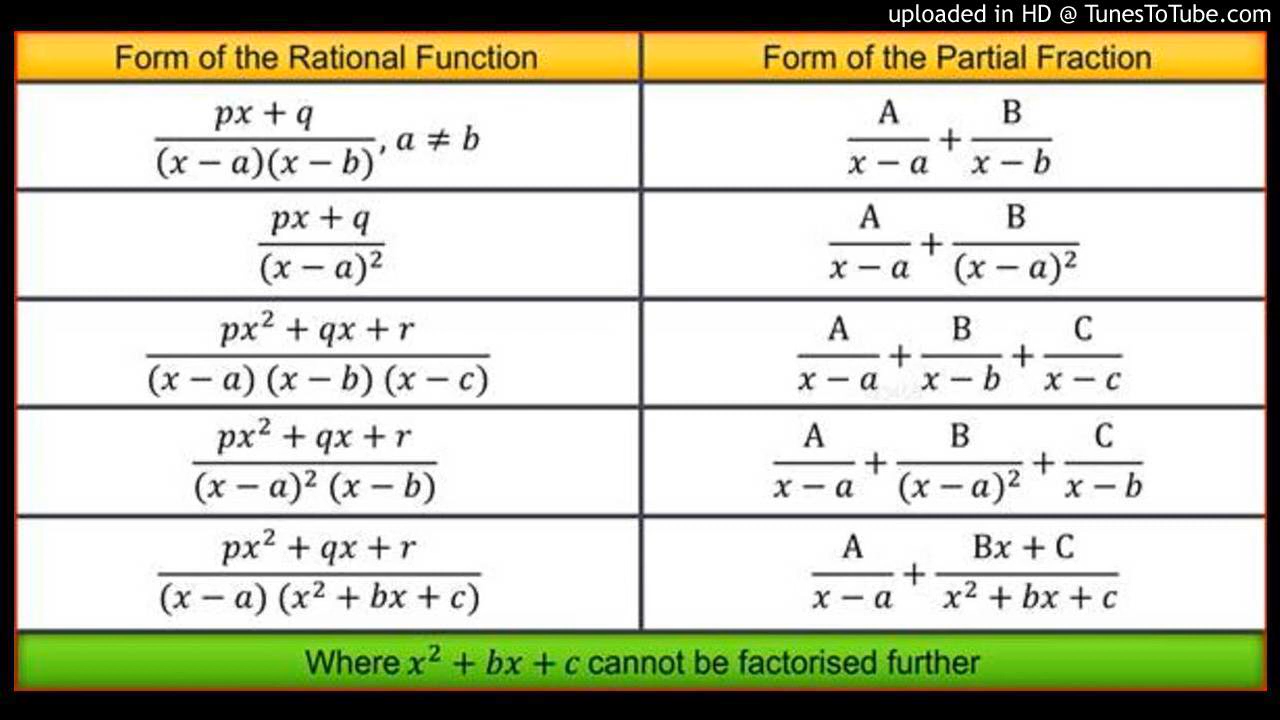 uploaded in HD @ TunesToTube.com
Form of the Rational Function | Form of the Partial Fraction
(px + q)/((x − a)(x − b)), a ≠ b | A/(x − a) + B/(x − b)
(px + q)/(x − a)² | A/(x − a) + B/(x − a)²
(px² + qx + r)/((x − a) (x − b) (x − c)) | A/(x − a) + B/(x − b) + C/(x − c)
(px² + qx + r)/((x − a)² (x − b)) | A/(x − a) + B/(x − a)² + C/(x − b)
(px² + qx + r)/((x − a) (x² + bx + c)) | A/(x − a) + (Bx + C)/(x² + bx + c)
Where x² + bx + c cannot be factorised further